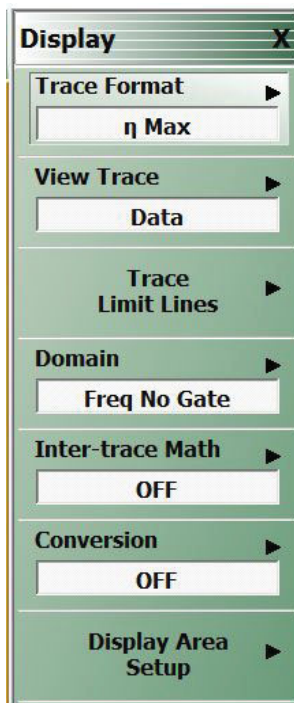 Display X
Trace Format
η Max
View Trace
Data
Trace
Limit Lines
Domain
Freq No Gate
Inter-trace Math
OFF
Conversion
OFF
Display Area
Setup